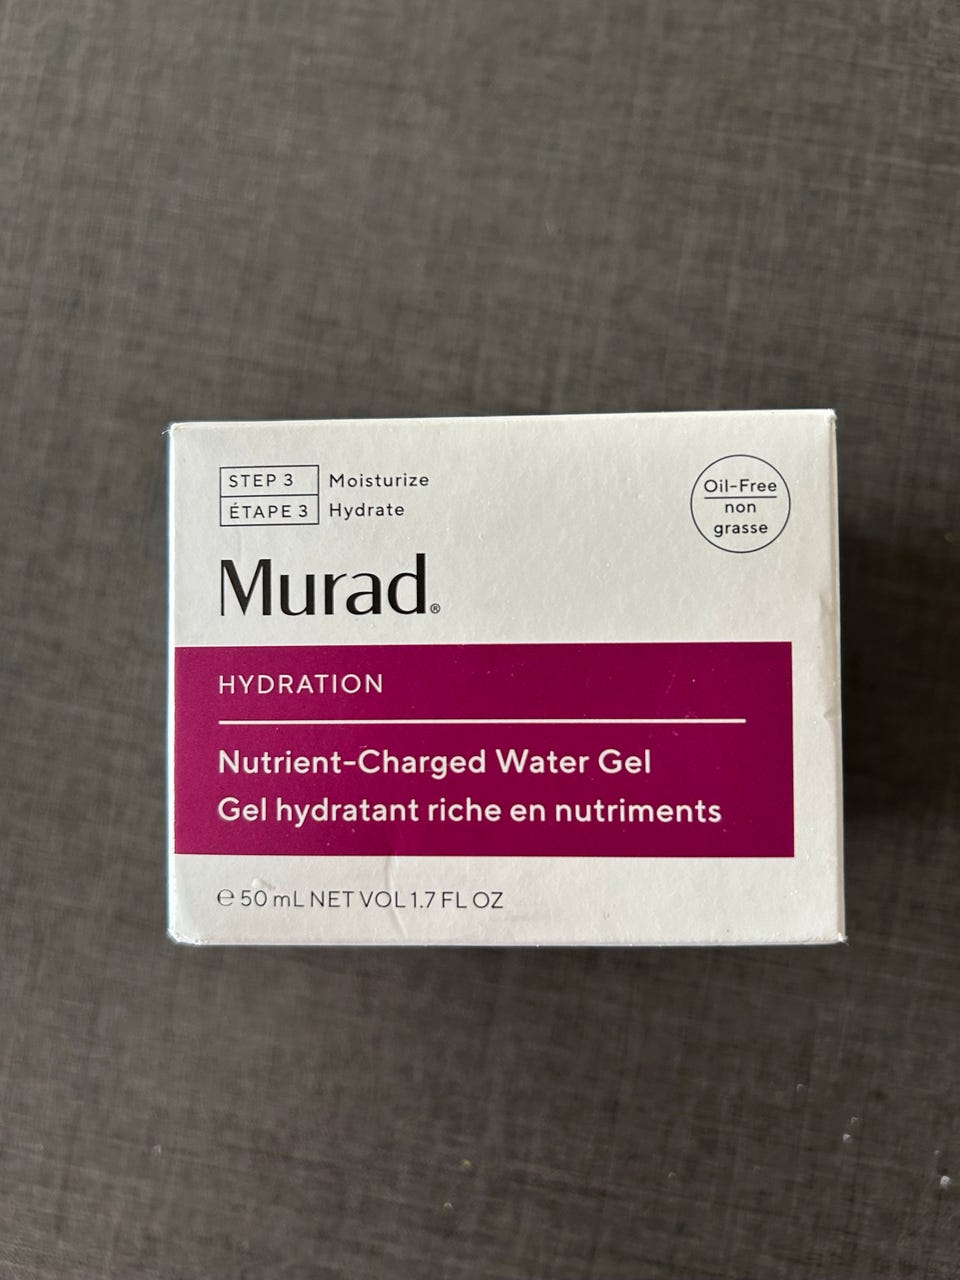 STEP 3 Moisturize
ÉTAPE 3 Hydrate
Oil-Free
non
grasse
Murad®
HYDRATION
Nutrient-Charged Water Gel
Gel hydratant riche en nutriments
℮ 50 mL NET VOL 1.7 FL OZ